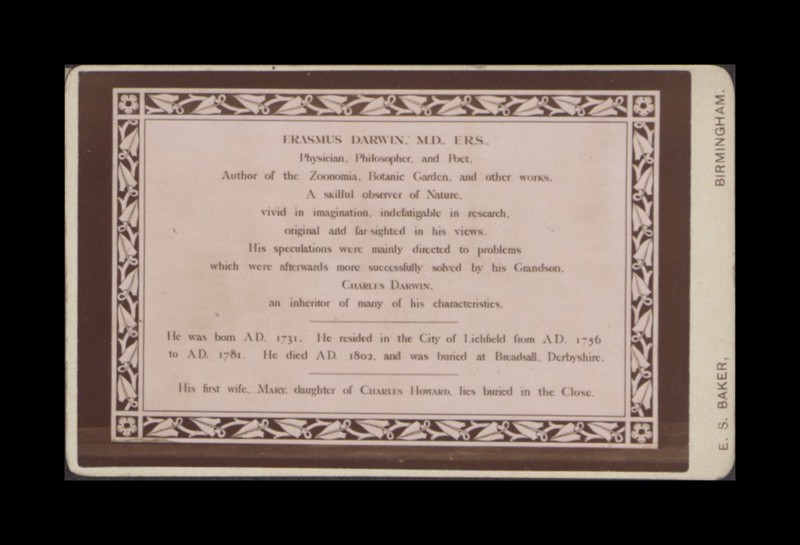 ERASMUS DARWIN, M.D., F.R.S.,
Physician, Philosopher, and Poet,
Author of the Zoonomia, Botanic Garden, and other works.
A skilful observer of Nature,
vivid in imagination, indefatigable in research,
original and far-sighted in his views.
His speculations were mainly directed to problems
which were afterwards more successfully solved by his Grandson,
CHARLES DARWIN,
an inheritor of many of his characteristics.
He was born A.D. 1731. He resided in the City of Lichfield from A.D. 1756
to A.D. 1781. He died A.D. 1802, and was buried at Breadsall, Derbyshire.
His first wife, MARY, daughter of CHARLES HOWARD, lies buried in the Close.
E. S. BAKER, BIRMINGHAM.